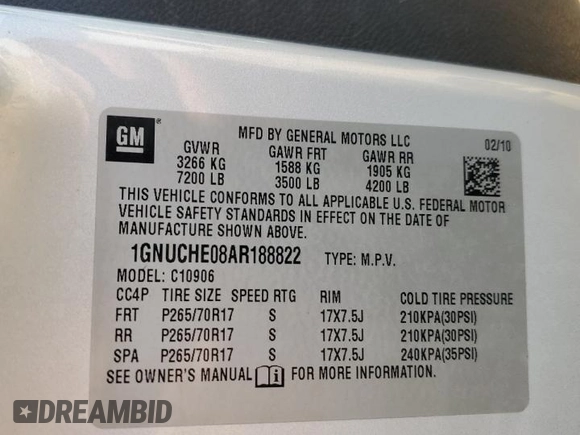 GM ®
MFD BY GENERAL MOTORS LLC
GVWR GAWR FRT GAWR RR 02/10
3266 KG 1588 KG 1905 KG
7200 LB 3500 LB 4200 LB
THIS VEHICLE CONFORMS TO ALL APPLICABLE U.S. FEDERAL MOTOR
VEHICLE SAFETY STANDARDS IN EFFECT ON THE DATE OF
MANUFACTURE SHOWN ABOVE.
1GNUCHE08AR188822 TYPE: M.P.V.
MODEL: C10906
CC4P TIRE SIZE SPEED RTG RIM COLD TIRE PRESSURE
FRT P265/70R17 S 17X7.5J 210KPA(30PSI)
RR P265/70R17 S 17X7.5J 210KPA(30PSI)
SPA P265/70R17 S 17X7.5J 240KPA(35PSI)
SEE OWNER'S MANUAL FOR MORE INFORMATION.
DREAMBID